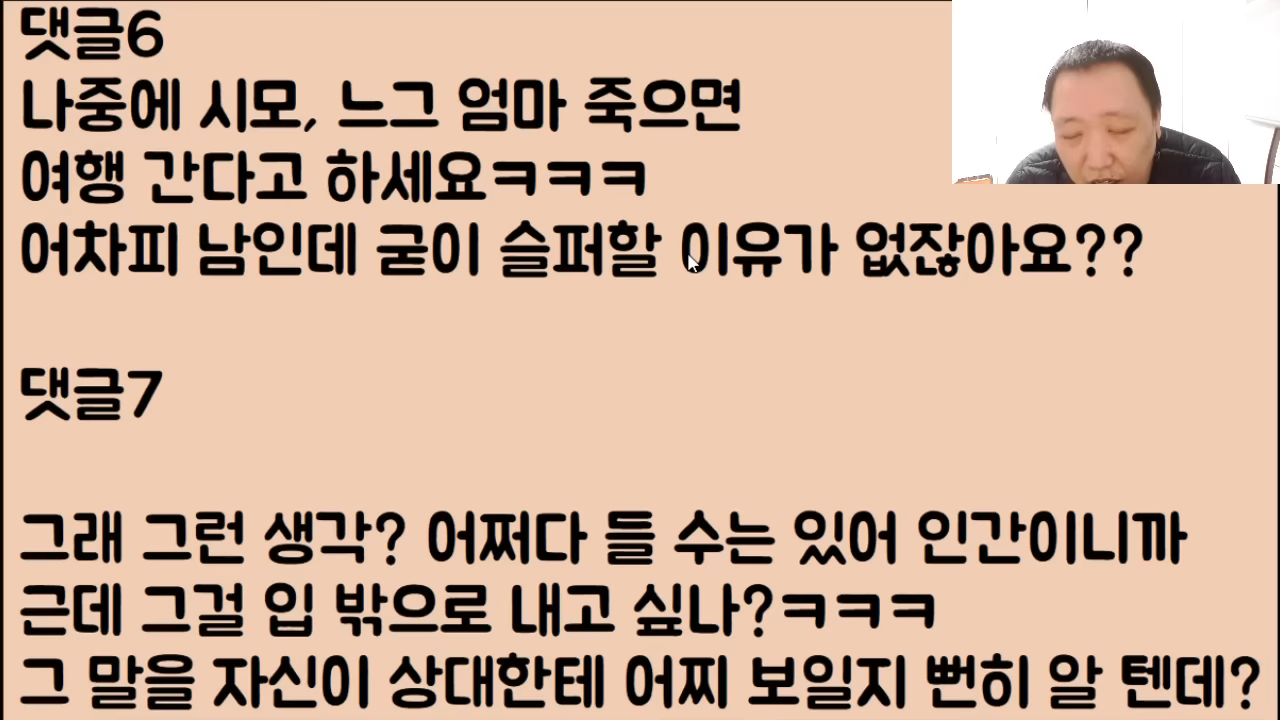 댓글6
나중에 시모, 느그 엄마 죽으면
여행 간다고 하세요ㅋㅋㅋ
어차피 남인데 굳이 슬퍼할 이유가 없잖아요??
댓글7
그래 그런 생각? 어쩌다 들 수는 있어 인간이니까
근데 그걸 입 밖으로 내고 싶나?ㅋㅋㅋ
그 말을 자신이 상대한테 어찌 보일지 뻔히 알 텐데?